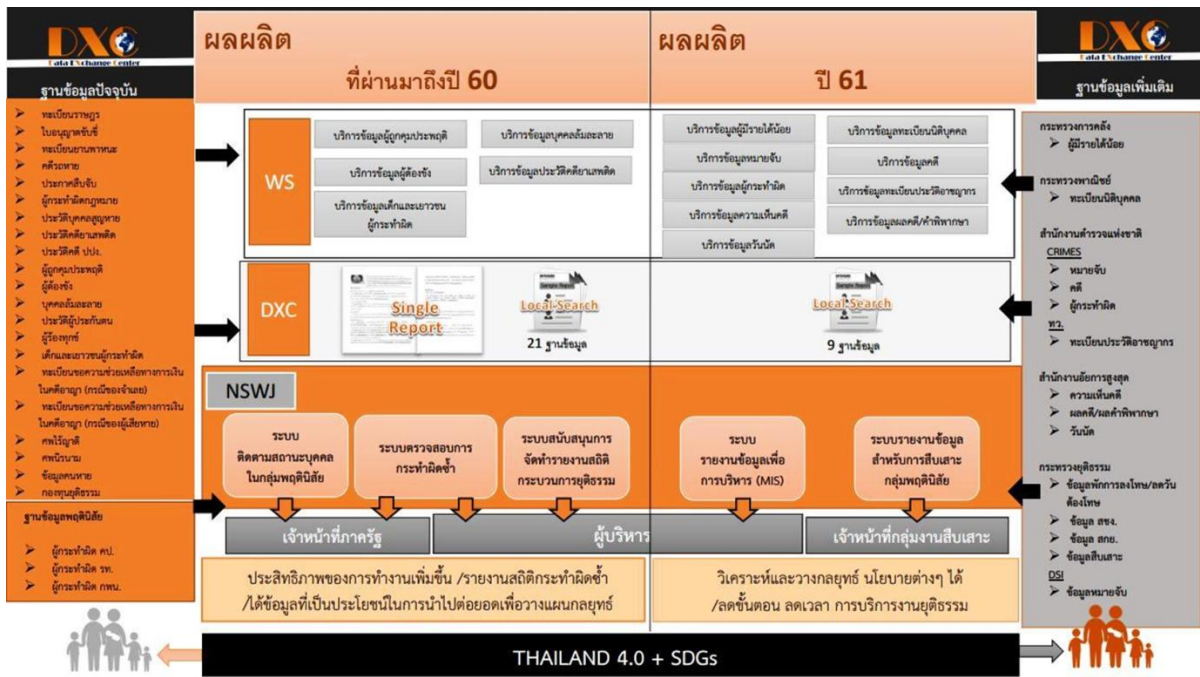 DXC
Data EXchange Center
ฐานข้อมูลปัจจุบัน
ทะเบียนราษฎร
ใบอนุญาตขับขี่
ทะเบียนยานพาหนะ
คดีรถหาย
ประกาศสืบจับ
ผู้กระทำผิดกฎหมาย
ประวัติบุคคลสูญหาย
ประวัติคดียาเสพติด
ประวัติคดี ปปง.
ผู้ถูกคุมประพฤติ
ผู้ต้องขัง
บุคคลล้มละลาย
ประวัติผู้ประกันตน
ผู้ร้องทุกข์
เด็กและเยาวชนผู้กระทำผิด
ทะเบียนขอความช่วยเหลือทางการเงิน
ในคดีอาญา (กรณีของจำเลย)
ทะเบียนขอความช่วยเหลือทางการเงิน
ในคดีอาญา (กรณีของผู้เสียหาย)
ศพไร้ญาติ
ศพนิรนาม
ข้อมูลคนหาย
กองทุนยุติธรรม
ฐานข้อมูลพฤตินิสัย
ผู้กระทำผิด คป.
ผู้กระทำผิด รท.
ผู้กระทำผิด กพน.
ผลผลิต
ที่ผ่านมาถึงปี 60
ผลผลิต
ปี 61
WS
บริการข้อมูลผู้ถูกคุมประพฤติ
บริการข้อมูลบุคคลล้มละลาย
บริการข้อมูลผู้ต้องขัง
บริการข้อมูลประวัติคดียาเสพติด
บริการข้อมูลเด็กและเยาวชน
ผู้กระทำผิด
บริการข้อมูลผู้มีรายได้น้อย
บริการข้อมูลทะเบียนนิติบุคคล
บริการข้อมูลหมายจับ
บริการข้อมูลคดี
บริการข้อมูลผู้กระทำผิด
บริการข้อมูลทะเบียนประวัติอาชญากร
บริการข้อมูลความเห็นคดี
บริการข้อมูลผลคดี/คำพิพากษา
บริการข้อมูลวันนัด
DXC
Single
Report
Sample Report
Local Search
21 ฐานข้อมูล
Sample Report
Local Search
9 ฐานข้อมูล
NSWJ
ระบบ
ติดตามสถานะบุคคล
ในกลุ่มพฤตินิสัย
ระบบตรวจสอบการ
กระทำผิดซ้ำ
ระบบสนับสนุนการ
จัดทำรายงานสถิติ
กระบวนการยุติธรรม
ระบบ
รายงานข้อมูลเพื่อ
การบริหาร (MIS)
ระบบรายงานข้อมูล
สำหรับการสืบเสาะ
กลุ่มพฤตินิสัย
เจ้าหน้าที่ภาครัฐ
ผู้บริหาร
เจ้าหน้าที่กลุ่มงานสืบเสาะ
ประสิทธิภาพของการทำงานเพิ่มขึ้น /รายงานสถิติกระทำผิดซ้ำ
/ได้ข้อมูลที่เป็นประโยชน์ในการนำไปต่อยอดเพื่อวางแผนกลยุทธ์
วิเคราะห์และวางกลยุทธ์ นโยบายต่างๆ ได้
/ลดขั้นตอน ลดเวลา การบริการงานยุติธรรม
THAILAND 4.0 + SDGs
DXC
Data EXchange Center
ฐานข้อมูลเพิ่มเติม
กระทรวงการคลัง
ผู้มีรายได้น้อย
กระทรวงพาณิชย์
ทะเบียนนิติบุคคล
สำนักงานตำรวจแห่งชาติ
CRIMES
หมายจับ
คดี
ผู้กระทำผิด
ทว.
ทะเบียนประวัติอาชญากร
สำนักงานอัยการสูงสุด
ความเห็นคดี
ผลคดี/ผลคำพิพากษา
วันนัด
กระทรวงยุติธรรม
ข้อมูลพักการลงโทษ/ลดวัน
ต้องโทษ
ข้อมูล สชง.
ข้อมูล สกย.
ข้อมูลสืบเสาะ
DSI
ข้อมูลหมายจับ